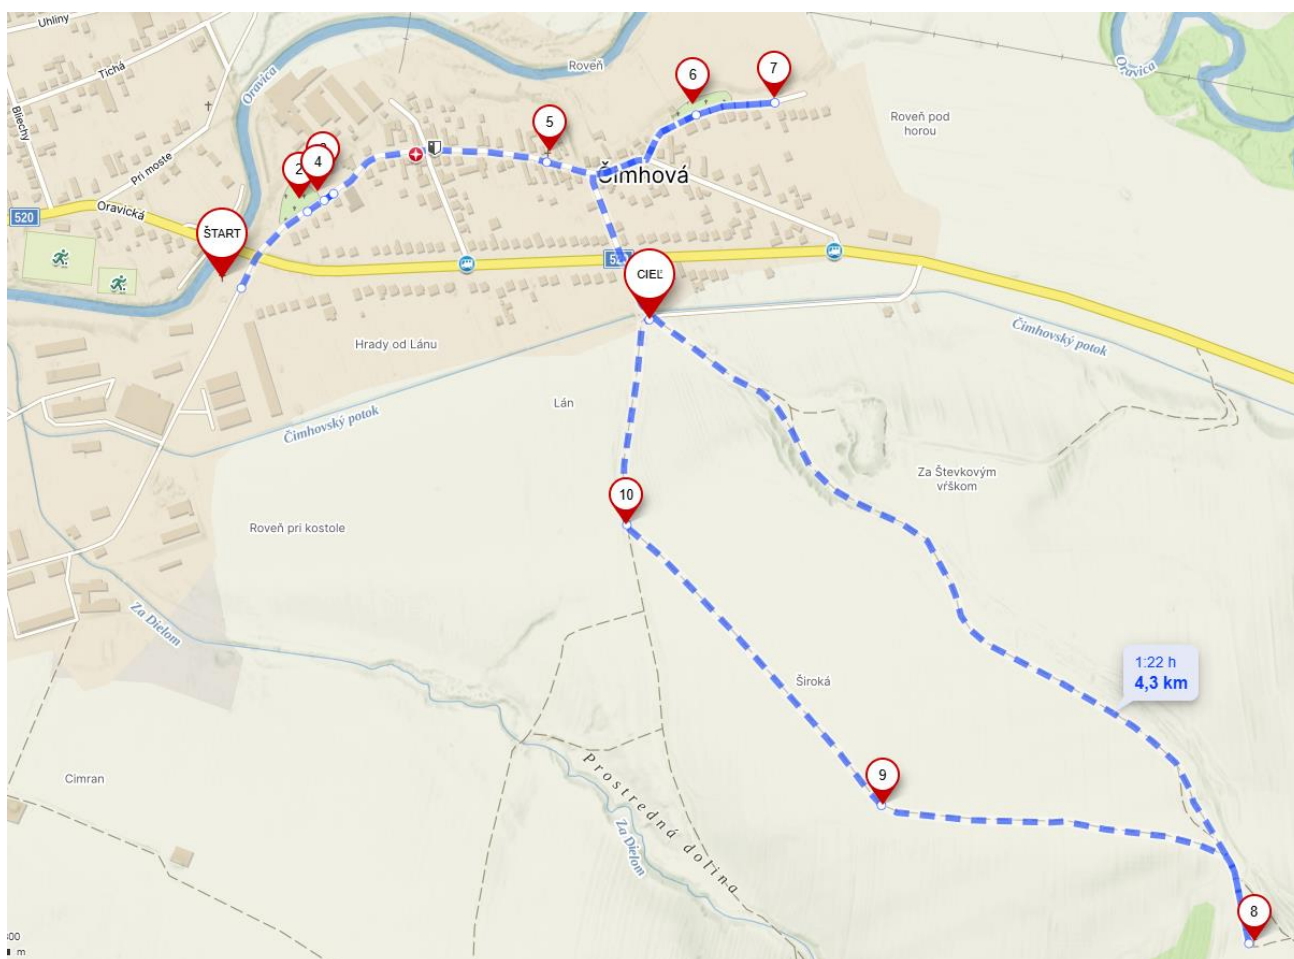 Uhliny
Tichá
Bliechy
Oravica
Pri moste
Oravická
520
ŠTART
2
4
5
6
7
Roveň
Čimhová
Roveň pod
horou
Oravica
CIEĽ
Hrady od Lánu
Čimhovský potok
Čimhovský potok
Lán
10
Za Števkovým
vŕškom
Roveň pri kostole
Za Dielom
1:22 h
4,3 km
Široká
Cimran
9
Prostredná dolina
Za Dielom
8
m